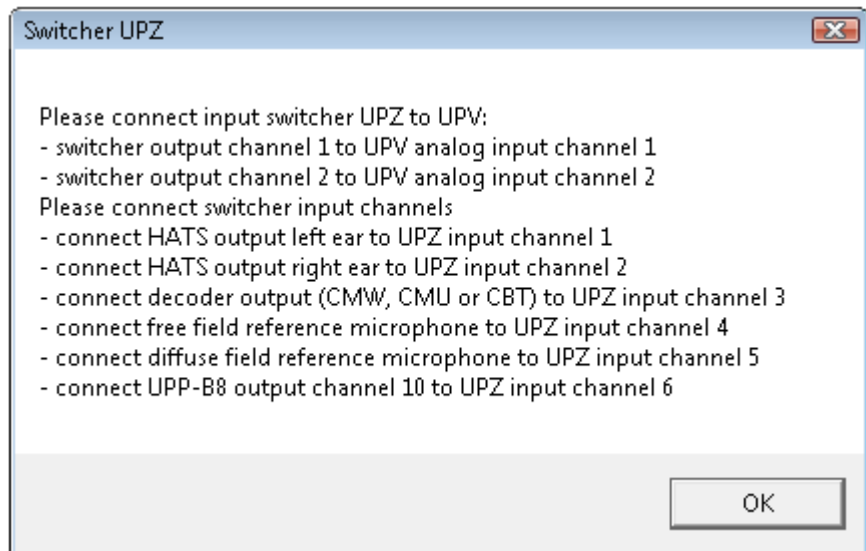 Switcher UPZ
Please connect input switcher UPZ to UPV:
- switcher output channel 1 to UPV analog input channel 1
- switcher output channel 2 to UPV analog input channel 2
Please connect switcher input channels
- connect HATS output left ear to UPZ input channel 1
- connect HATS output right ear to UPZ input channel 2
- connect decoder output (CMW, CMU or CBT) to UPZ input channel 3
- connect free field reference microphone to UPZ input channel 4
- connect diffuse field reference microphone to UPZ input channel 5
- connect UPP-B8 output channel 10 to UPZ input channel 6
OK